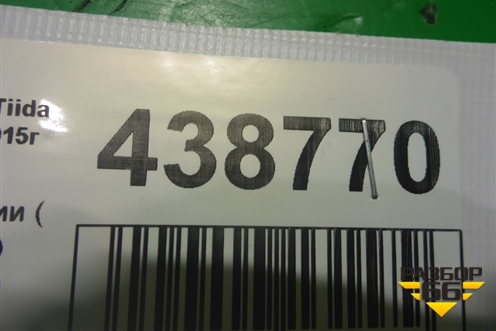 Tiida
015г
438770
ии (
)
РАЗБОР
66